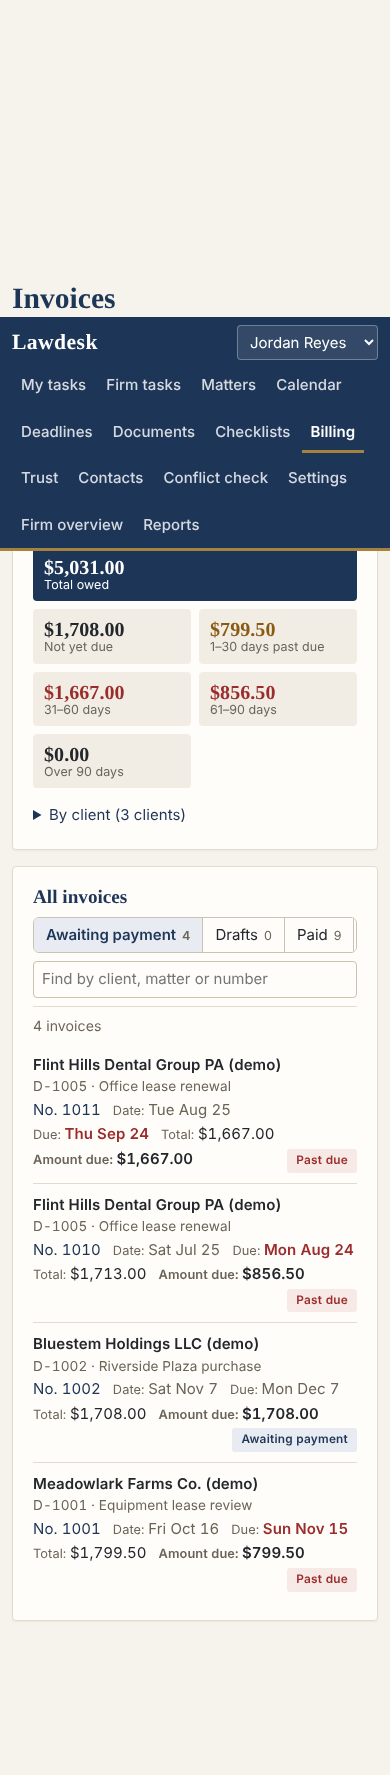 Invoices
Lawdesk
Jordan Reyes
My tasks Firm tasks Matters Calendar
Deadlines Documents Checklists Billing
Trust Contacts Conflict check Settings
Firm overview Reports
$5,031.00
Total owed
$1,708.00 $799.50
Not yet due 1–30 days past due
$1,667.00 $856.50
31–60 days 61–90 days
$0.00
Over 90 days
By client (3 clients)
All invoices
Awaiting payment 4 Drafts 0 Paid 9
Find by client, matter or number
4 invoices
Flint Hills Dental Group PA (demo)
D-1005 · Office lease renewal
No. 1011 Date: Tue Aug 25
Due: Thu Sep 24 Total: $1,667.00
Amount due: $1,667.00 Past due
Flint Hills Dental Group PA (demo)
D-1005 · Office lease renewal
No. 1010 Date: Sat Jul 25 Due: Mon Aug 24
Total: $1,713.00 Amount due: $856.50
Past due
Bluestem Holdings LLC (demo)
D-1002 · Riverside Plaza purchase
No. 1002 Date: Sat Nov 7 Due: Mon Dec 7
Total: $1,708.00 Amount due: $1,708.00
Awaiting payment
Meadowlark Farms Co. (demo)
D-1001 · Equipment lease review
No. 1001 Date: Fri Oct 16 Due: Sun Nov 15
Total: $1,799.50 Amount due: $799.50
Past due